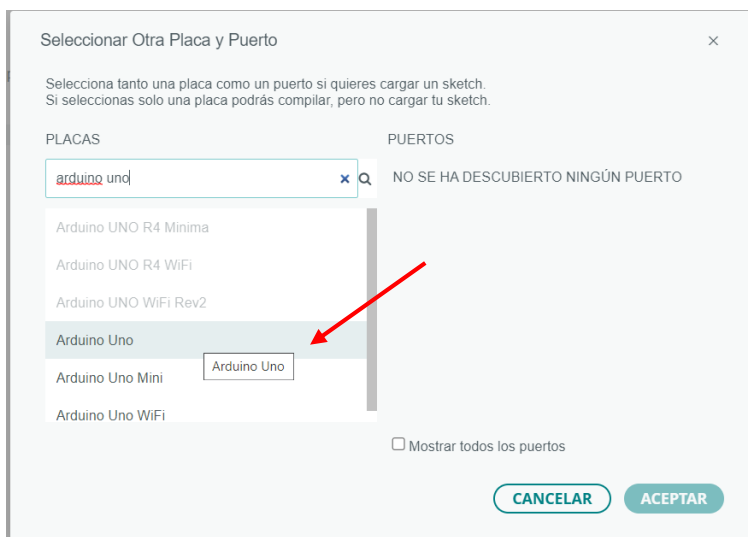 Seleccionar Otra Placa y Puerto
Selecciona tanto una placa como un puerto si quieres cargar un sketch.
Si seleccionas solo una placa podrás compilar, pero no cargar tu sketch.
PLACAS
PUERTOS
arduino uno
NO SE HA DESCUBIERTO NINGÚN PUERTO
Arduino UNO R4 Minima
Arduino UNO R4 WiFi
Arduino UNO WiFi Rev2
Arduino Uno
Arduino Uno
Arduino Uno Mini
Arduino Uno WiFi
Mostrar todos los puertos
CANCELAR
ACEPTAR